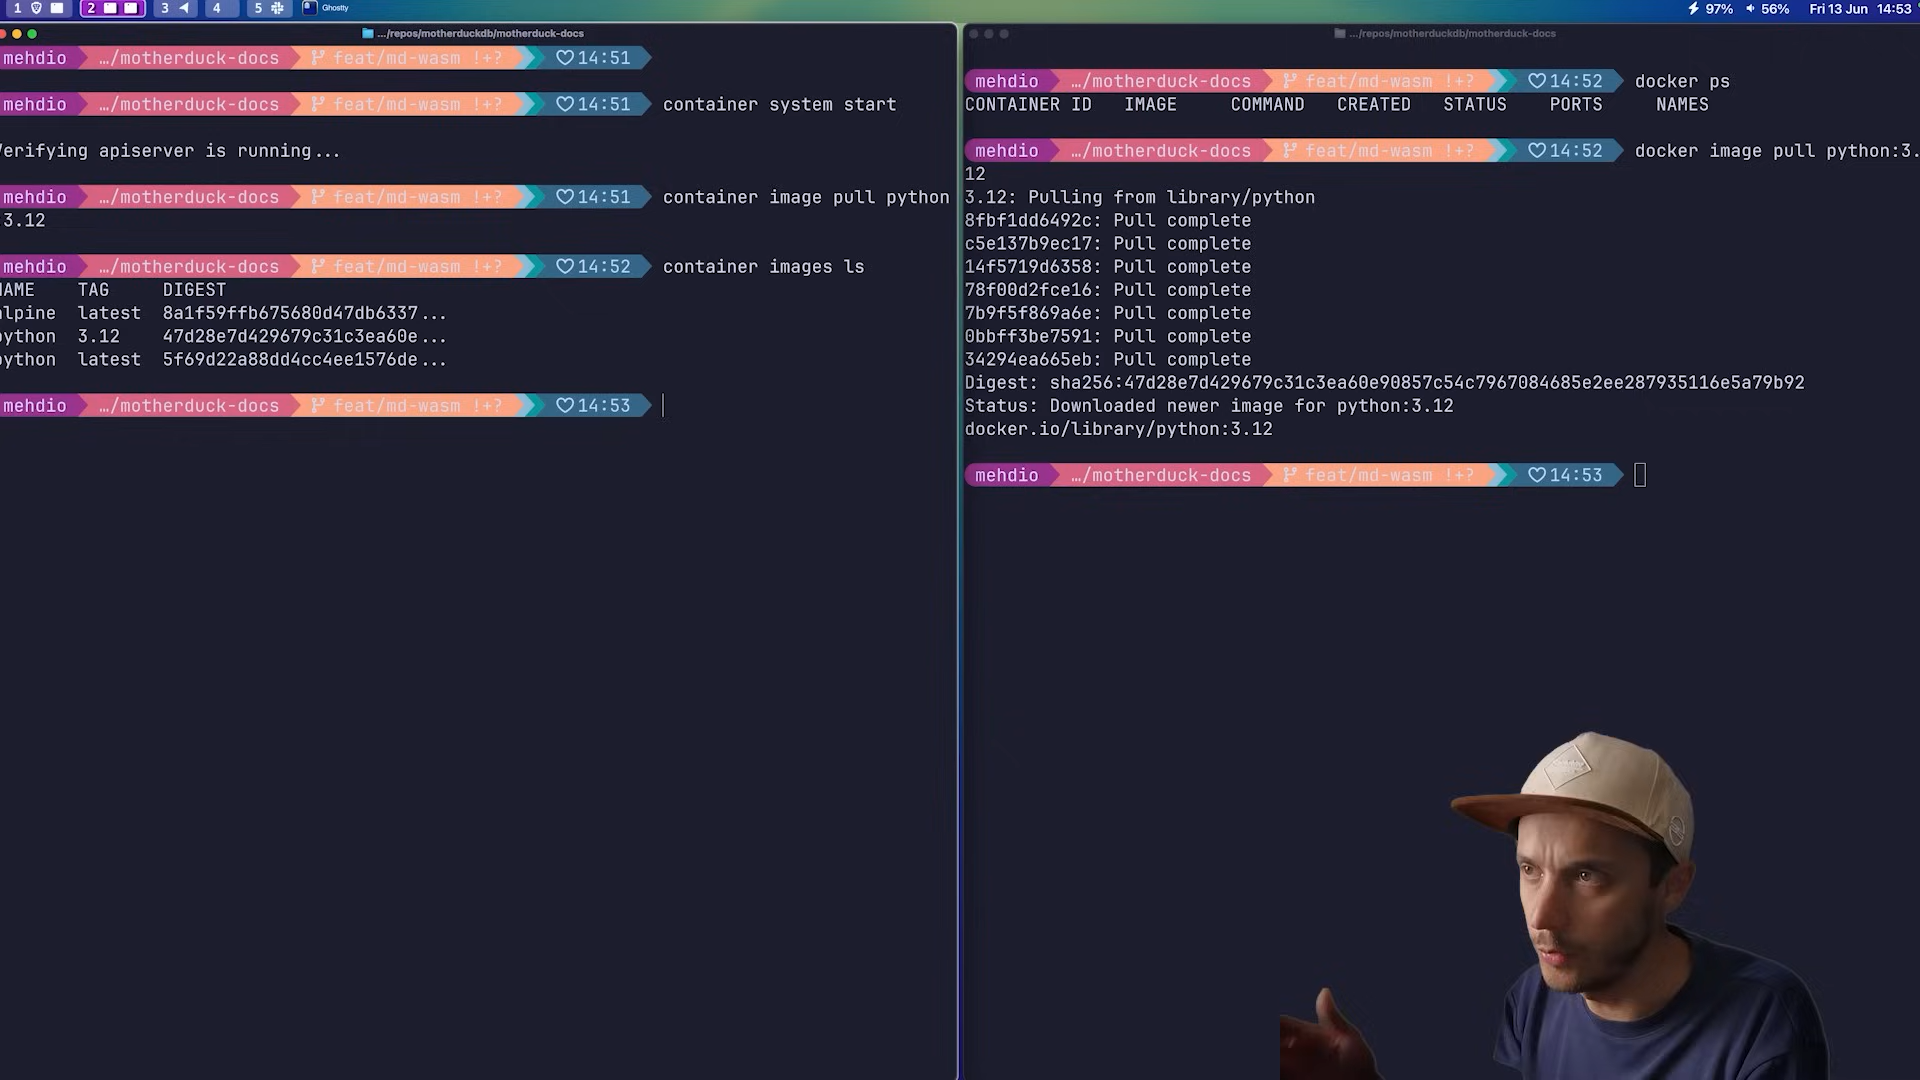 1 2 3 4 5 Ghostty 97% 56% Fri 13 Jun 14:53
…/repos/motherduckdb/motherduck-docs
mehdio …/motherduck-docs feat/md-wasm !+? 14:51
mehdio …/motherduck-docs feat/md-wasm !+? 14:51 container system start
Verifying apiserver is running...
mehdio …/motherduck-docs feat/md-wasm !+? 14:51 container image pull python
3.12
mehdio …/motherduck-docs feat/md-wasm !+? 14:52 container images ls
NAME TAG DIGEST
alpine latest 8a1f59ffb675680d47db6337...
python 3.12 47d28e7d429679c31c3ea60e...
python latest 5f69d22a88dd4cc4ee1576de...
mehdio …/motherduck-docs feat/md-wasm !+? 14:53
…/repos/motherduckdb/motherduck-docs
mehdio …/motherduck-docs feat/md-wasm !+? 14:52 docker ps
CONTAINER ID IMAGE COMMAND CREATED STATUS PORTS NAMES
mehdio …/motherduck-docs feat/md-wasm !+? 14:52 docker image pull python:3.
12
3.12: Pulling from library/python
8fbf1dd6492c: Pull complete
c5e137b9ec17: Pull complete
14f5719d6358: Pull complete
78f00d2fce16: Pull complete
7b9f5f869a6e: Pull complete
0bbff3be7591: Pull complete
34294ea665eb: Pull complete
Digest: sha256:47d28e7d429679c31c3ea60e90857c54c7967084685e2ee287935116e5a79b92
Status: Downloaded newer image for python:3.12
docker.io/library/python:3.12
mehdio …/motherduck-docs feat/md-wasm !+? 14:53